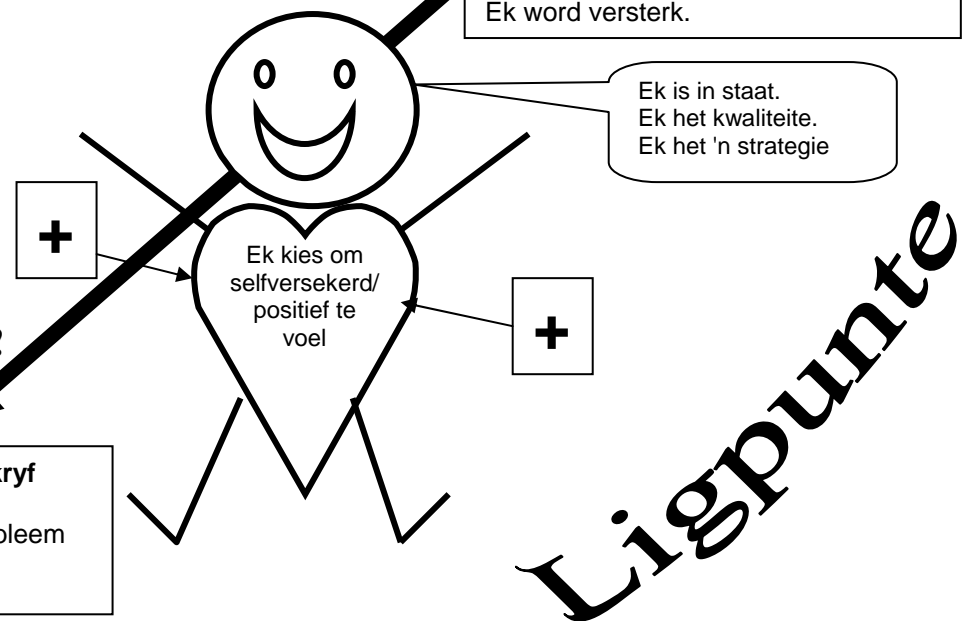 Ek word versterk.
Ek is in staat.
Ek het kwaliteite.
Ek het 'n strategie
+
Ek kies om
selfversekerd/
positief te
voel
+
Ligpunte